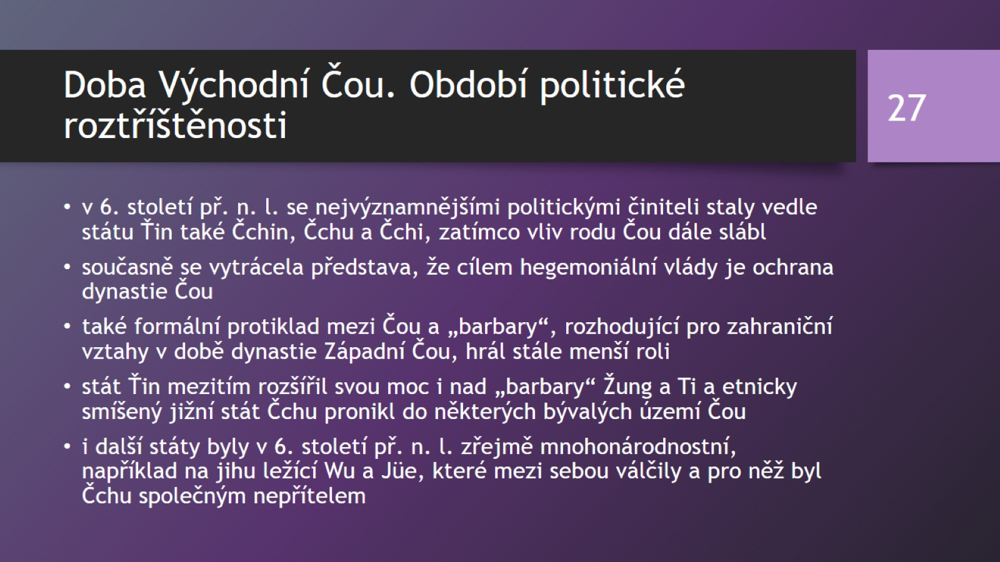 Doba Východní Čou. Období politické
roztříštěnosti
27
• v 6. století př. n. l. se nejvýznamnějšími politickými činiteli staly vedle
státu Ťin také Čchin, Čchu a Čchi, zatímco vliv rodu Čou dále slábl
• současně se vytrácela představa, že cílem hegemoniální vlády je ochrana
dynastie Čou
• také formální protiklad mezi Čou a „barbary“, rozhodující pro zahraniční
vztahy v době dynastie Západní Čou, hrál stále menší roli
• stát Ťin mezitím rozšířil svou moc i nad „barbary“ Žung a Ti a etnicky
smíšený jižní stát Čchu pronikl do některých bývalých území Čou
• i další státy byly v 6. století př. n. l. zřejmě mnohonárodnostní,
například na jihu ležící Wu a Jüe, které mezi sebou válčily a pro něž byl
Čchu společným nepřítelem